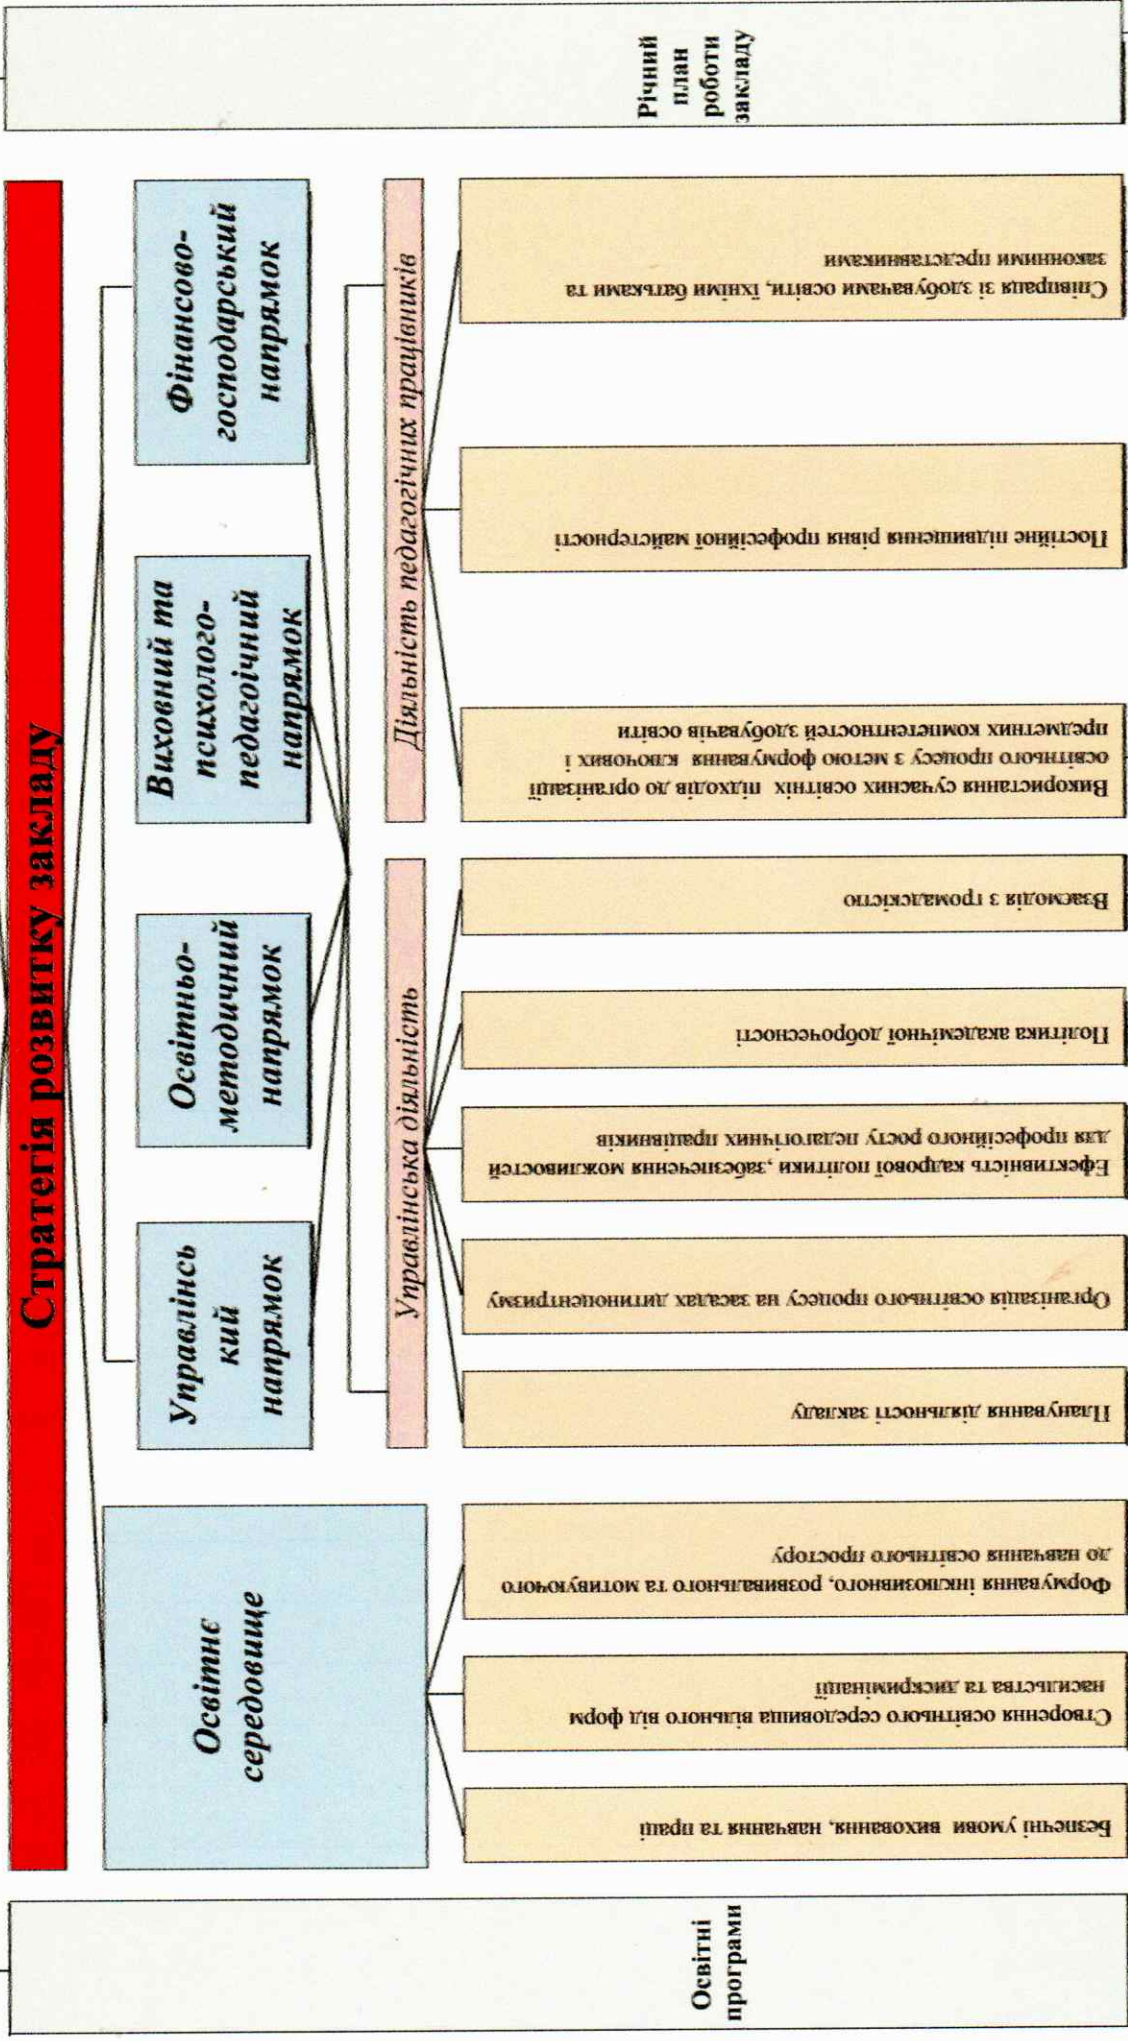 Стратегія розвитку закладу
Освітні
програми
Освітнє
середовище
Управлінсь
кий
напрямок
Освітньо-
методичний
напрямок
Виховний та
психолого-
педагоічний
напрямок
Фінансово-
господарський
напрямок
Річний
план
роботи
закладу
Управлінська діяльність
Діяльність педагогічних працівників
Безпечні умови виховання, навчання та праці
Створення освітнього середовища вільного від форм
насильства та дискримінації
Формування інклюзивного, розвивального та мотивуючого
до навчання освітнього простору
Планування діяльності закладу
Організація освітнього процесу на засадах дитиноцентризму
Ефективність кадрової політики ,забезпечення можливостей
для професійного росту педагогічних працівників
Політика академічної доброчесності
Взаємодія з громадскістю
Використання сучасних освітніх підходів до організації
освітнього процесу з метою формування ключових і
предметних компетентностей здобувачів освіти
Постійне підвищення рівня професійної майстерності
Співпраця зі здобувачами освіти, їхніми батьками та
законними представниками